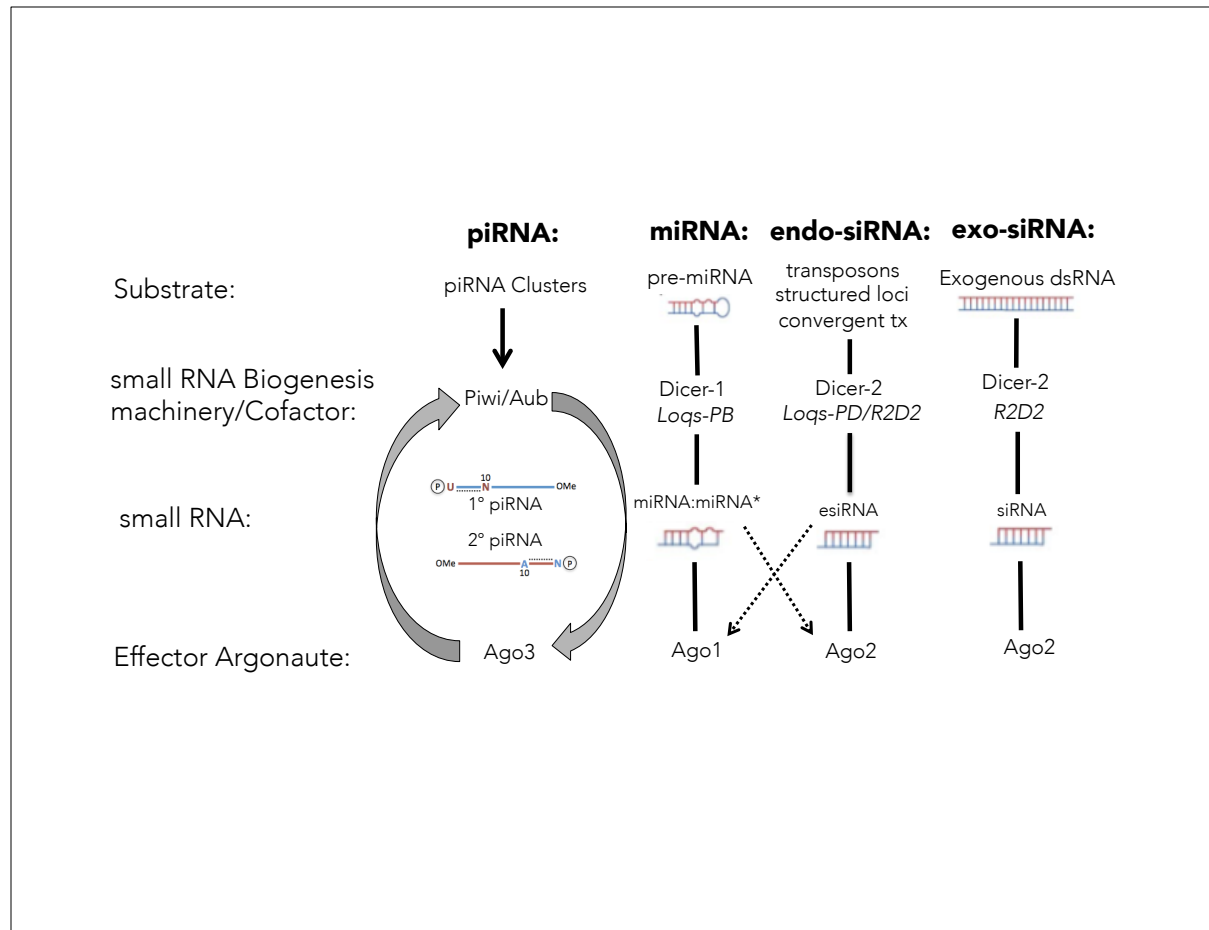 piRNA:
miRNA:
endo-siRNA:
exo-siRNA:
Substrate:
piRNA Clusters
pre-miRNA
transposons
structured loci
convergent tx
Exogenous dsRNA
small RNA Biogenesis
machinery/Cofactor:
Piwi/Aub
Dicer-1
Loqs-PB
Dicer-2
Loqs-PD/R2D2
Dicer-2
R2D2
small RNA:
10
P U N OMe
1° piRNA
2° piRNA
OMe A N P
10
miRNA:miRNA*
esiRNA
siRNA
Effector Argonaute:
Ago3
Ago1
Ago2
Ago2